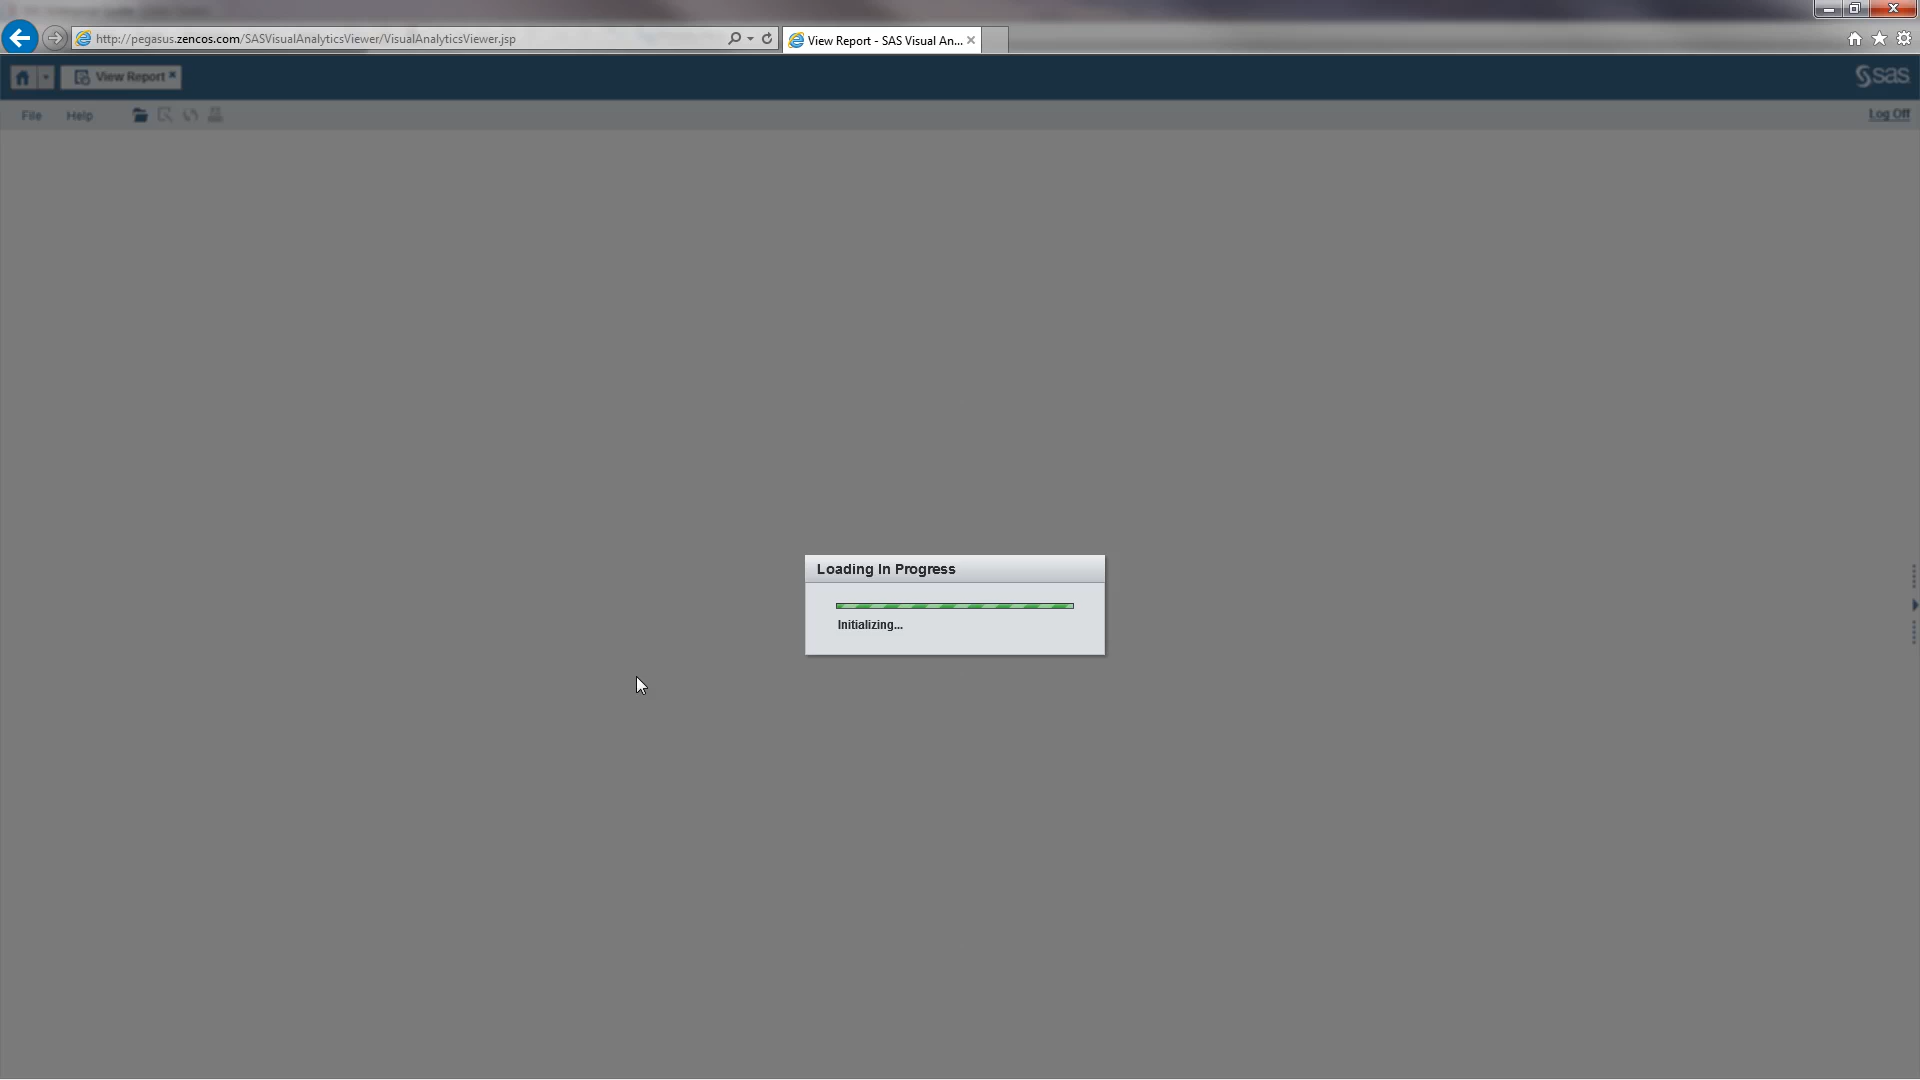 http://pegasus.zencos.com/SASVisualAnalyticsViewer/VisualAnalyticsViewer.jsp
View Report - SAS Visual An...
View Report
sas
File Help
Log Off
Loading In Progress
Initializing...